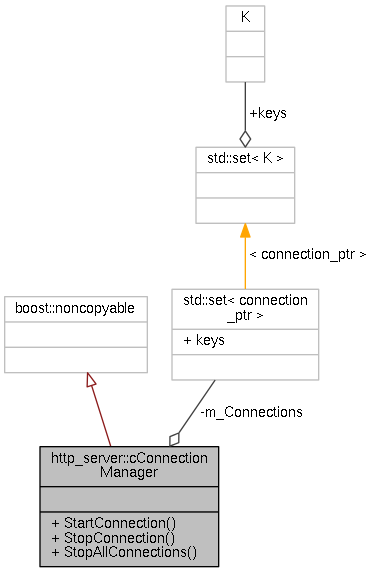 K
+keys
std::set< K >
< connection_ptr >
std::set< connection
_ptr >
+ keys
boost::noncopyable
-m_Connections
http_server::cConnection
Manager
+ StartConnection()
+ StopConnection()
+ StopAllConnections()